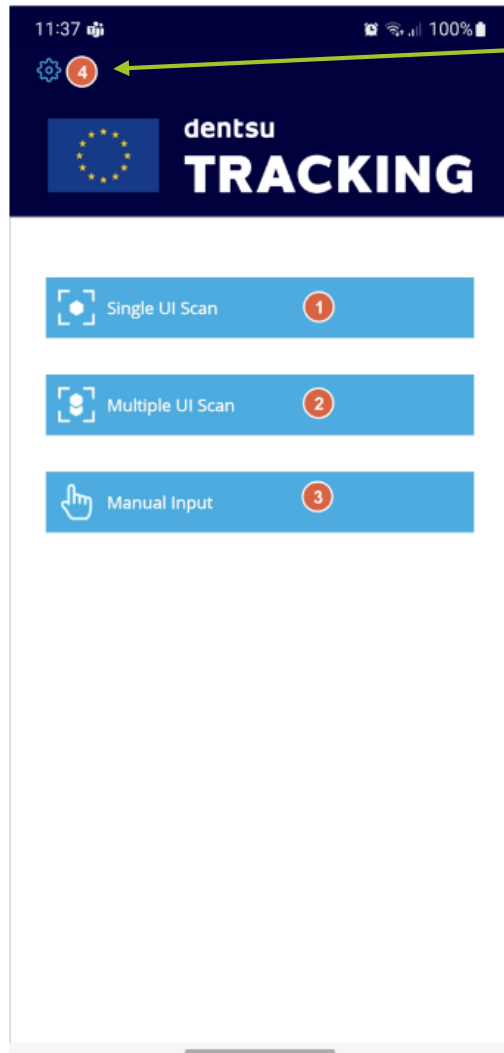 11:37 100%
4
dentsu
TRACKING
Single UI Scan 1
Multiple UI Scan 2
Manual Input 3